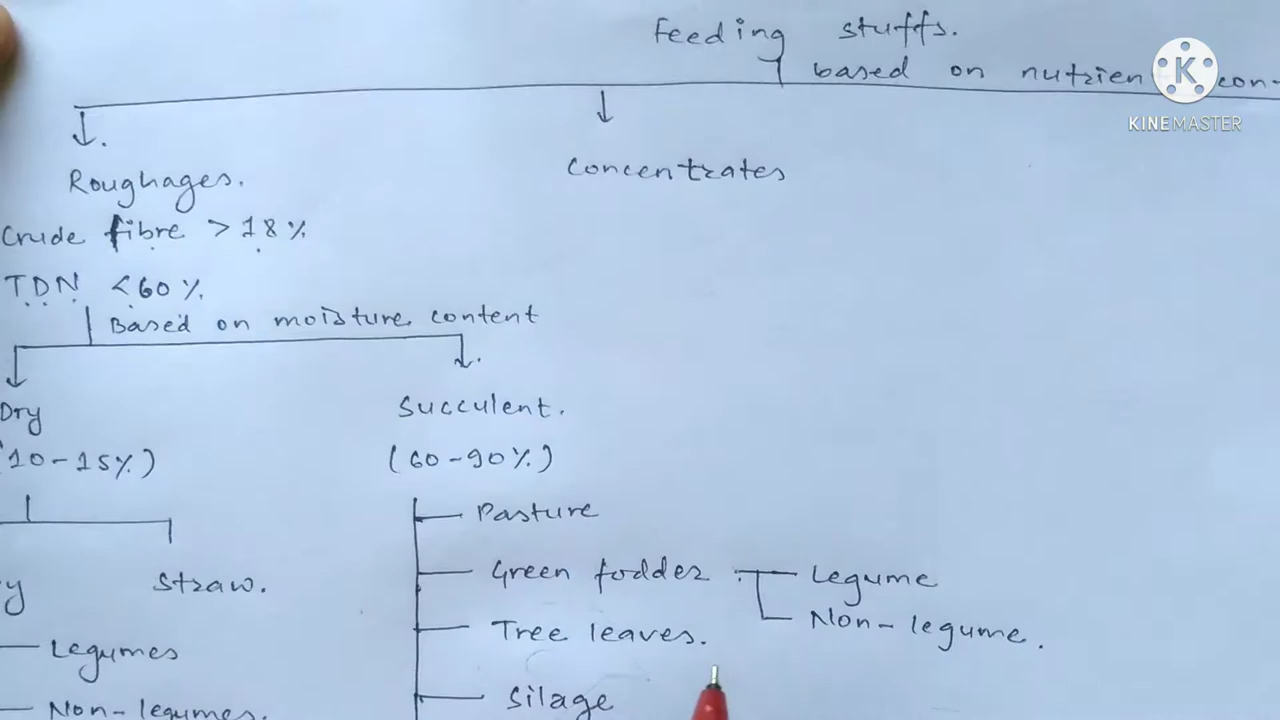 Feeding stuffs.
based on nutrien con-
KINEMASTER
Roughages.
Concentrates
Crude fibre > 18%
TDN <60%
Based on moisture content
Dry
Succulent.
(10-15%)
(60-90%)
Pasture
Green fodder Legume
Straw.
Non-legume.
Tree leaves.
Legumes
Silage
Non-legumes.